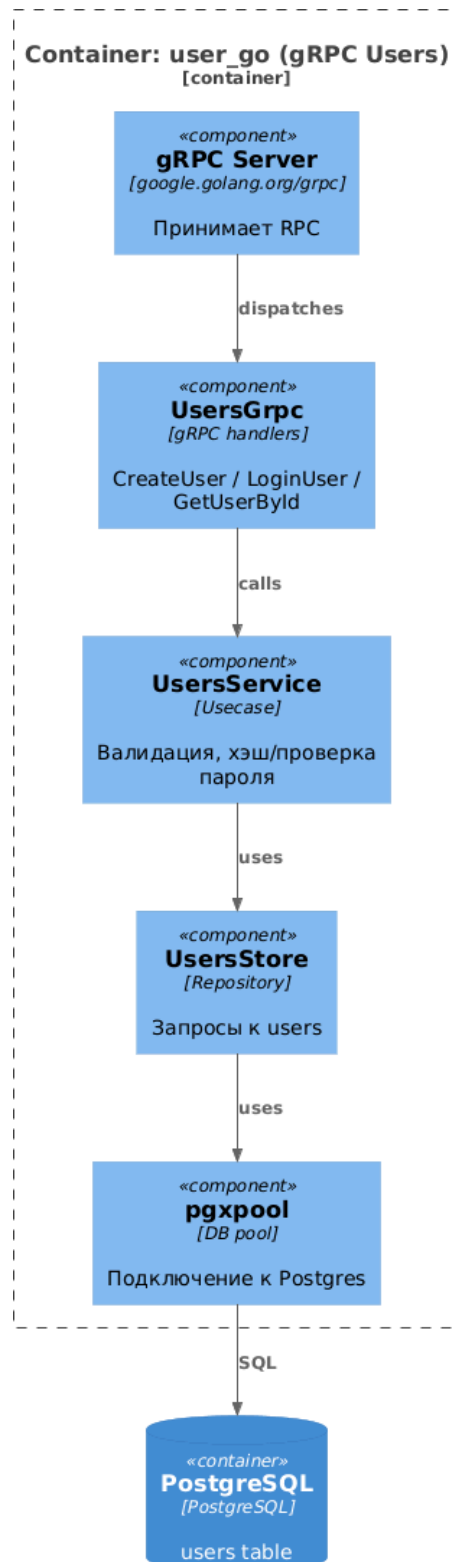 Container: user_go (gRPC Users)
[container]
«component»
gRPC Server
[google.golang.org/grpc]
Принимает RPC
dispatches
«component»
UsersGrpc
[gRPC handlers]
CreateUser / LoginUser /
GetUserById
calls
«component»
UsersService
[Usecase]
Валидация, хэш/проверка
пароля
uses
«component»
UsersStore
[Repository]
Запросы к users
uses
«component»
pgxpool
[DB pool]
Подключение к Postgres
SQL
«container»
PostgreSQL
[PostgreSQL]
users table